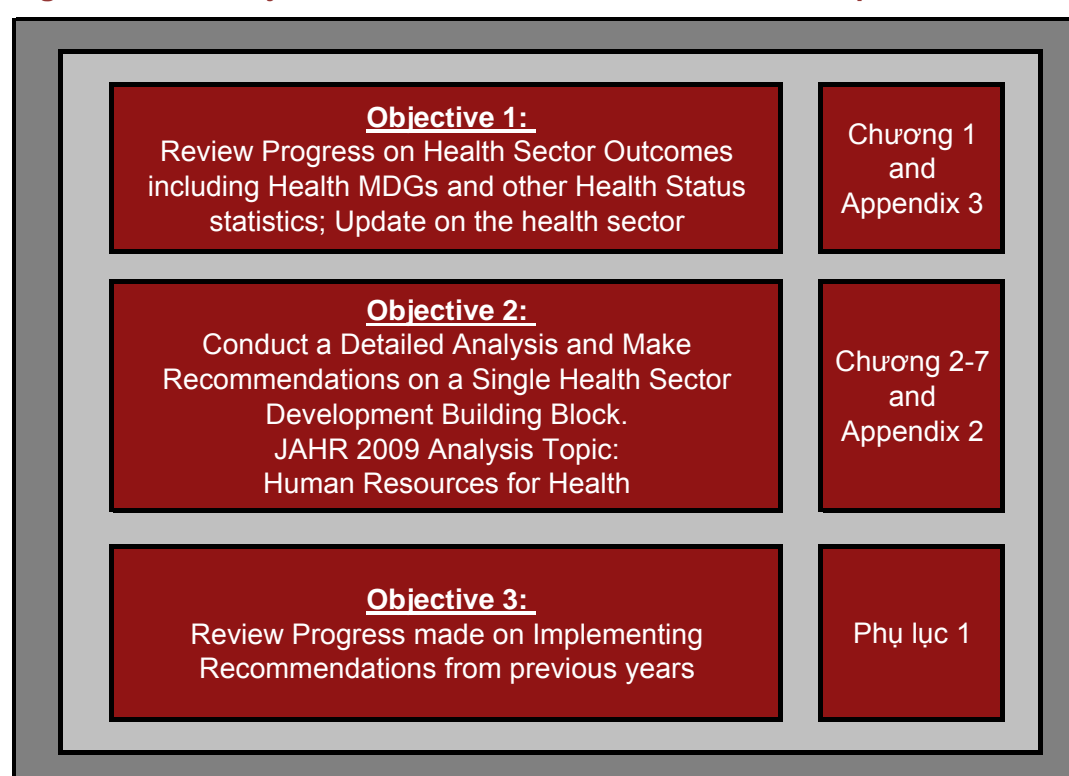 Objective 1:
Review Progress on Health Sector Outcomes
including Health MDGs and other Health Status
statistics; Update on the health sector
Chương 1
and
Appendix 3
Objective 2:
Conduct a Detailed Analysis and Make
Recommendations on a Single Health Sector
Development Building Block.
JAHR 2009 Analysis Topic:
Human Resources for Health
Chương 2-7
and
Appendix 2
Objective 3:
Review Progress made on Implementing
Recommendations from previous years
Phụ lục 1